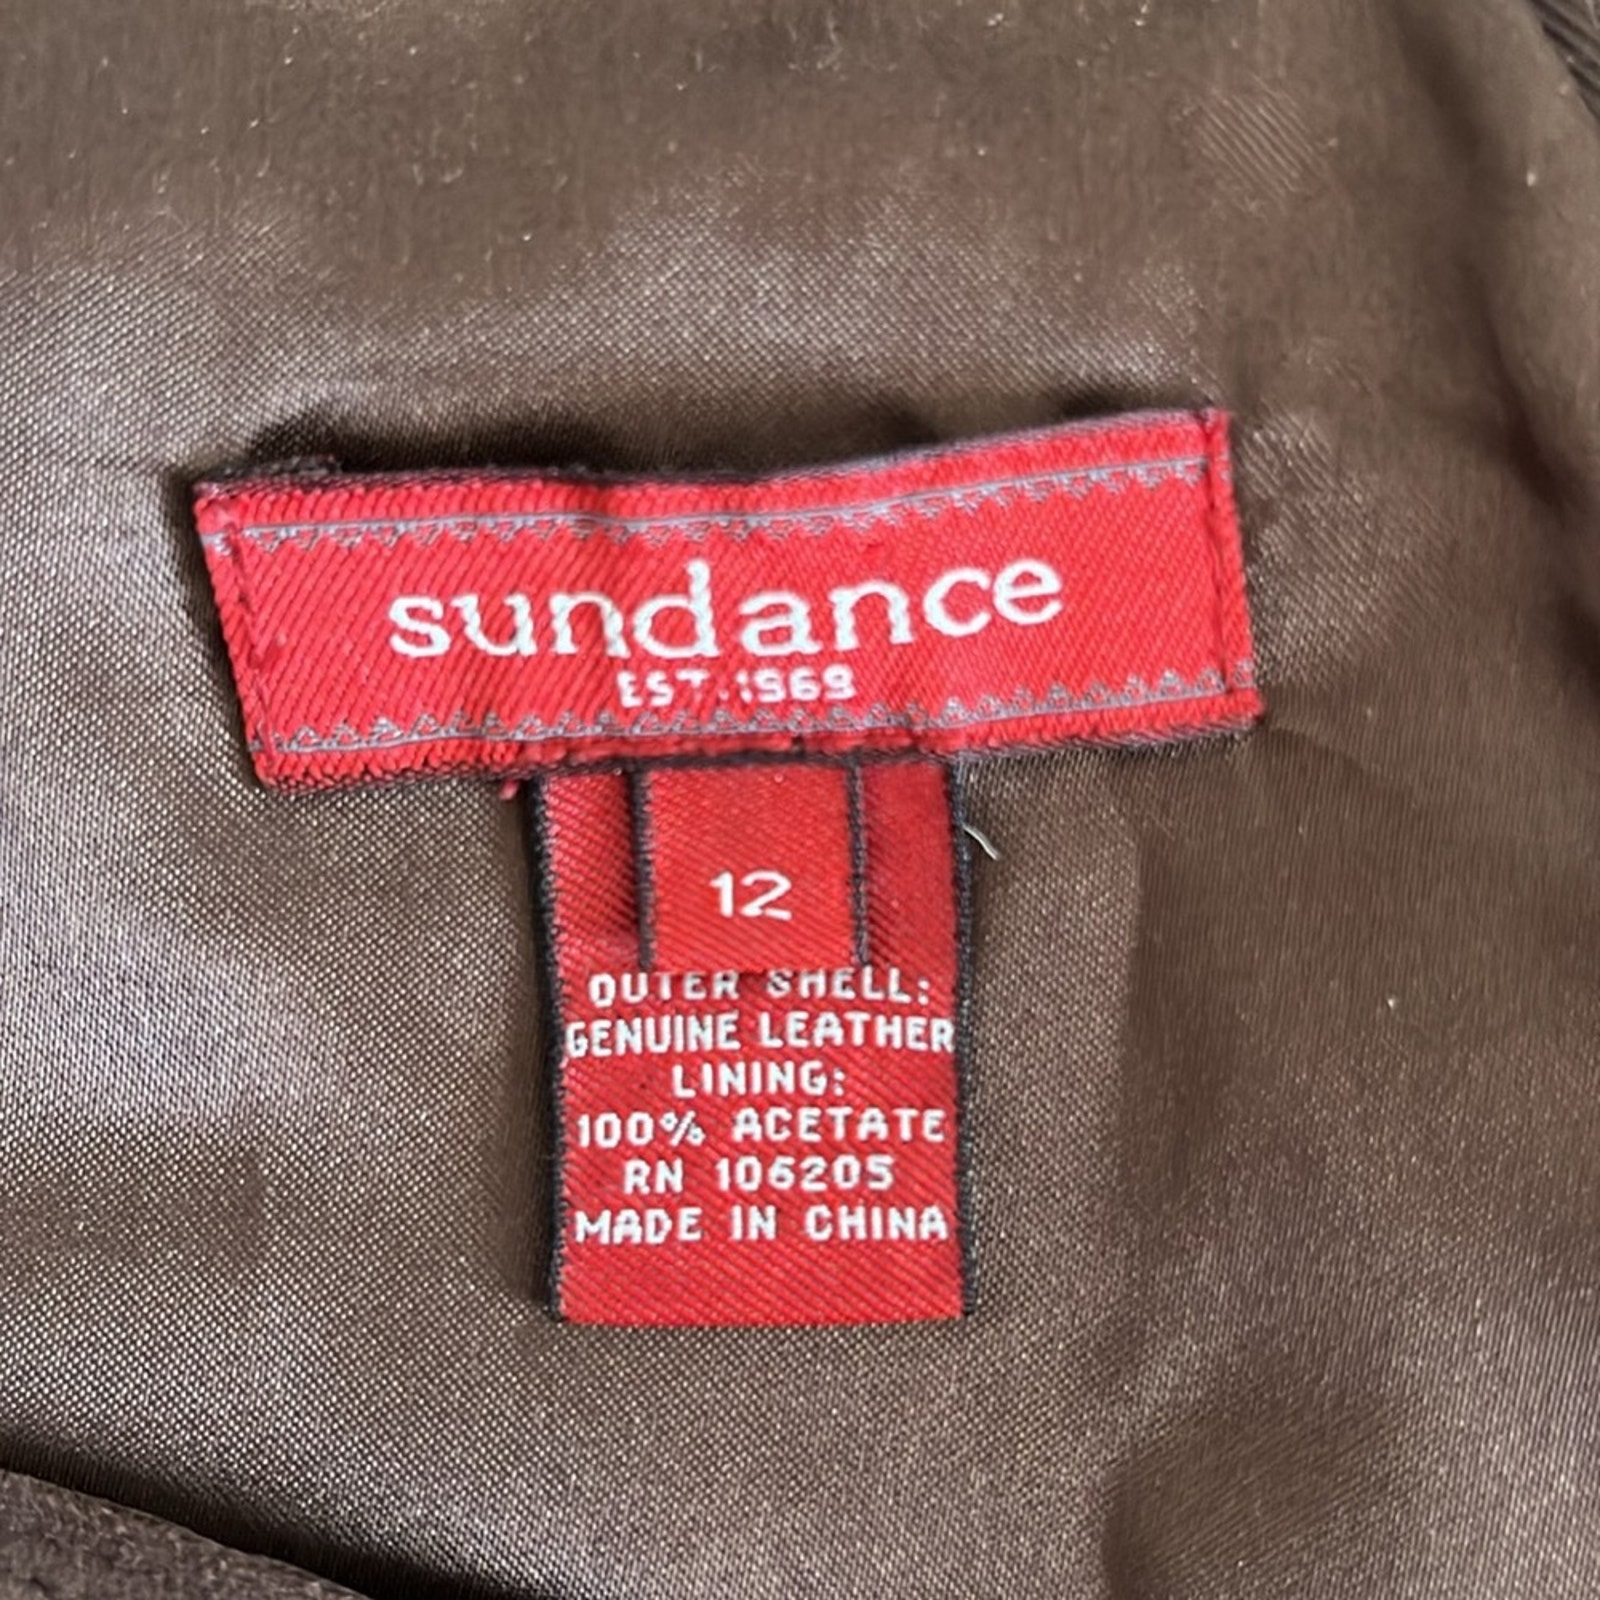 sundance
EST. 1969
12
OUTER SHELL:
GENUINE LEATHER
LINING:
100% ACETATE
RN 106205
MADE IN CHINA